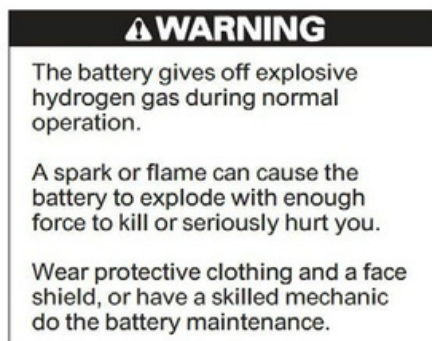 WARNING
The battery gives off explosive
hydrogen gas during normal
operation.
A spark or flame can cause the
battery to explode with enough
force to kill or seriously hurt you.
Wear protective clothing and a face
shield, or have a skilled mechanic
do the battery maintenance.